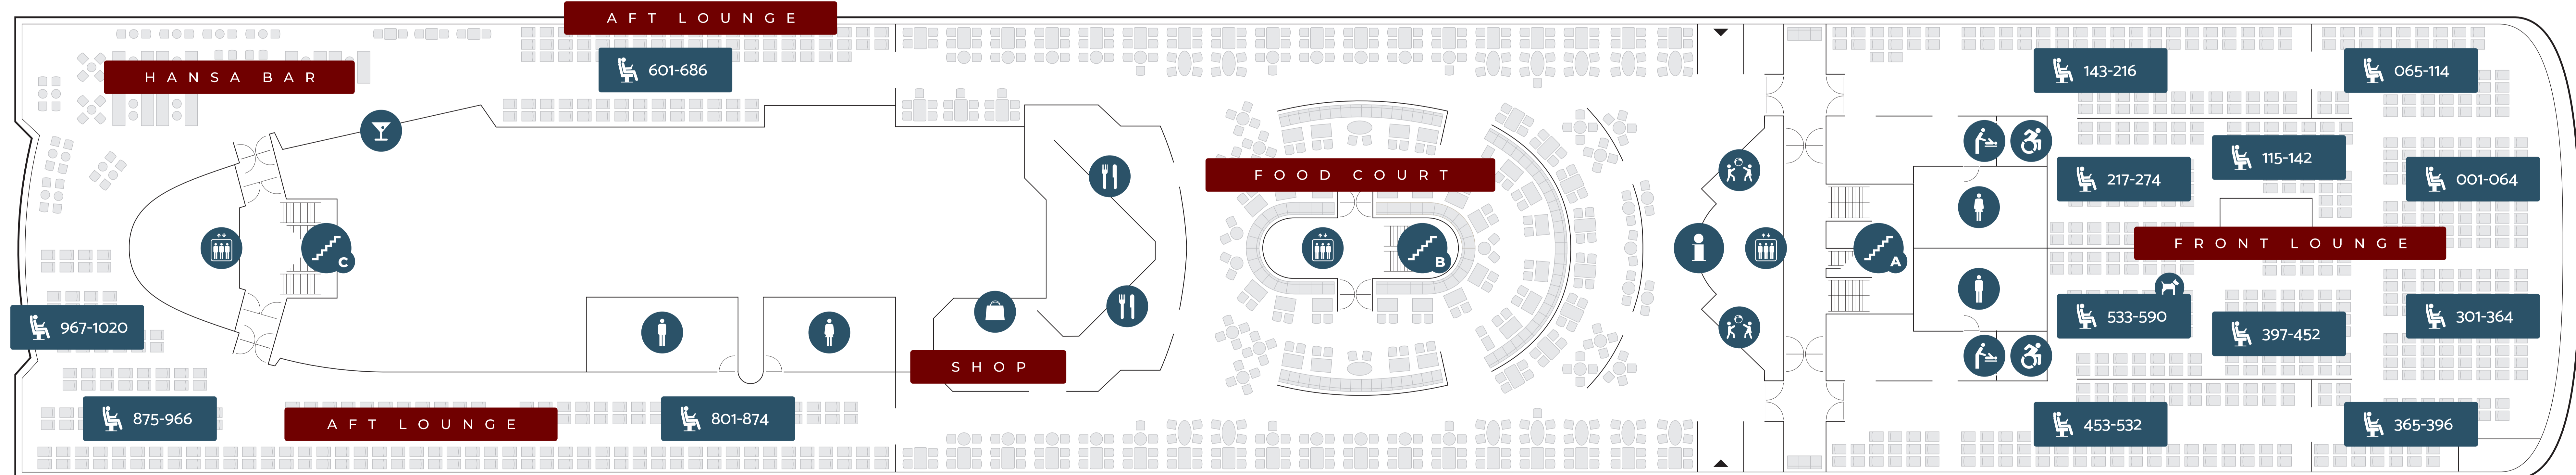 AFT LOUNGE
HANSA BAR
601-686
143-216
065-114
115-142
217-274
001-064
FOOD COURT
FRONT LOUNGE
C
B
A
967-1020
533-590
301-364
397-452
SHOP
875-966
AFT LOUNGE
801-874
453-532
365-396